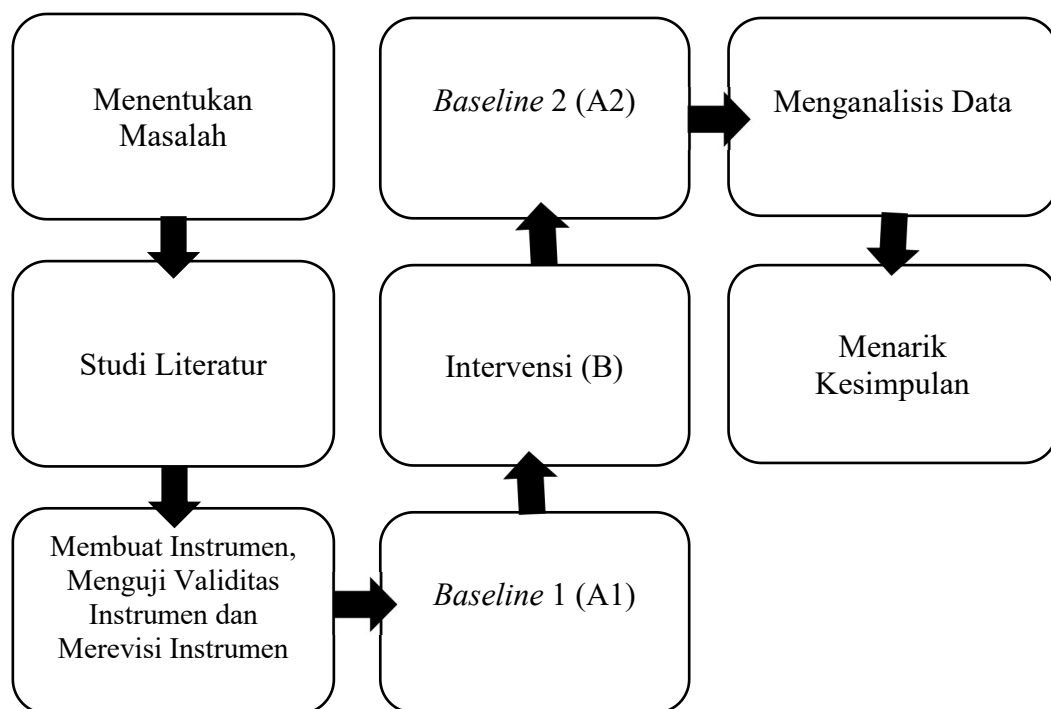 Menentukan
Masalah
Studi Literatur
Membuat Instrumen,
Menguji Validitas
Instrumen dan
Merevisi Instrumen
Baseline 1 (A1)
Intervensi (B)
Baseline 2 (A2)
Menganalisis Data
Menarik
Kesimpulan